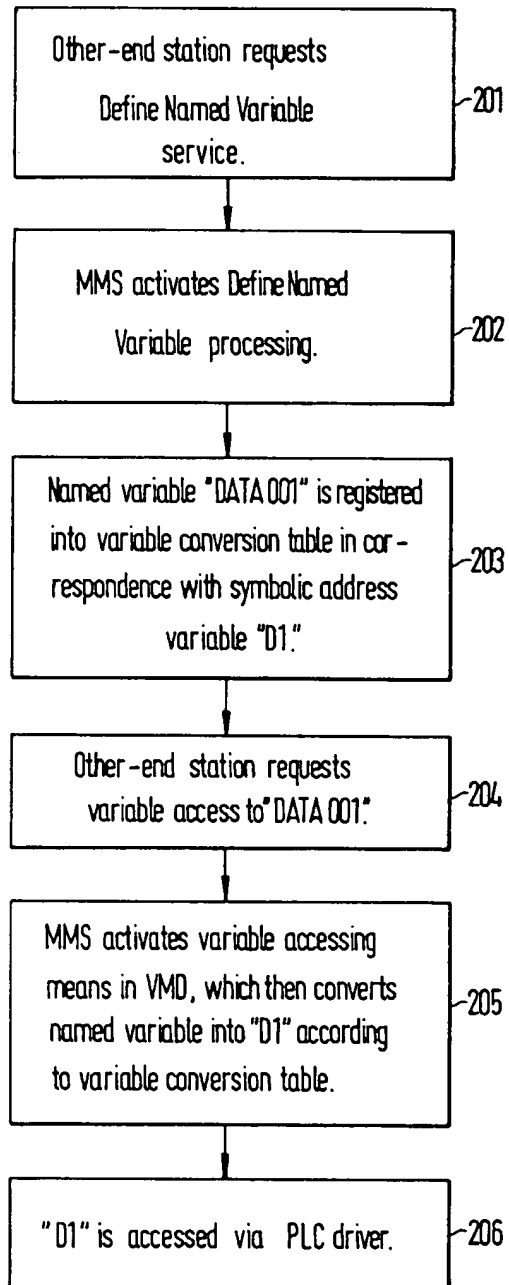 Other-end station requests
Define Named Variable
service.
201
MMS activates Define Named
Variable processing.
202
Named variable "DATA 001" is registered
into variable conversion table in cor-
respondence with symbolic address
variable "D1."
203
Other-end station requests
variable access to "DATA 001."
204
MMS activates variable accessing
means in VMD, which then converts
named variable into "D1" according
to variable conversion table.
205
"D1" is accessed via PLC driver.
206